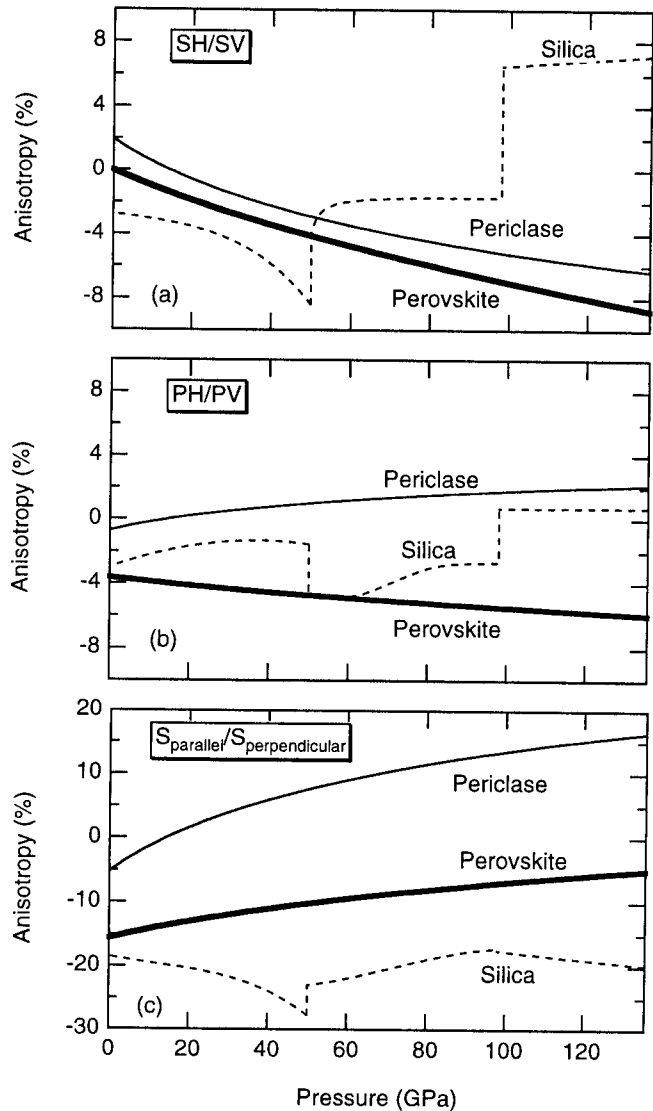 SH/SV
Silica
8
4
0
-4
-8
Anisotropy (%)
Periclase
Perovskite
(a)
PH/PV
8
4
0
-4
-8
Anisotropy (%)
Periclase
Silica
Perovskite
(b)
Sparallel/Sperpendicular
20
15
10
0
-10
-20
-30
Anisotropy (%)
Periclase
Perovskite
Silica
(c)
0 20 40 60 80 100 120
Pressure (GPa)